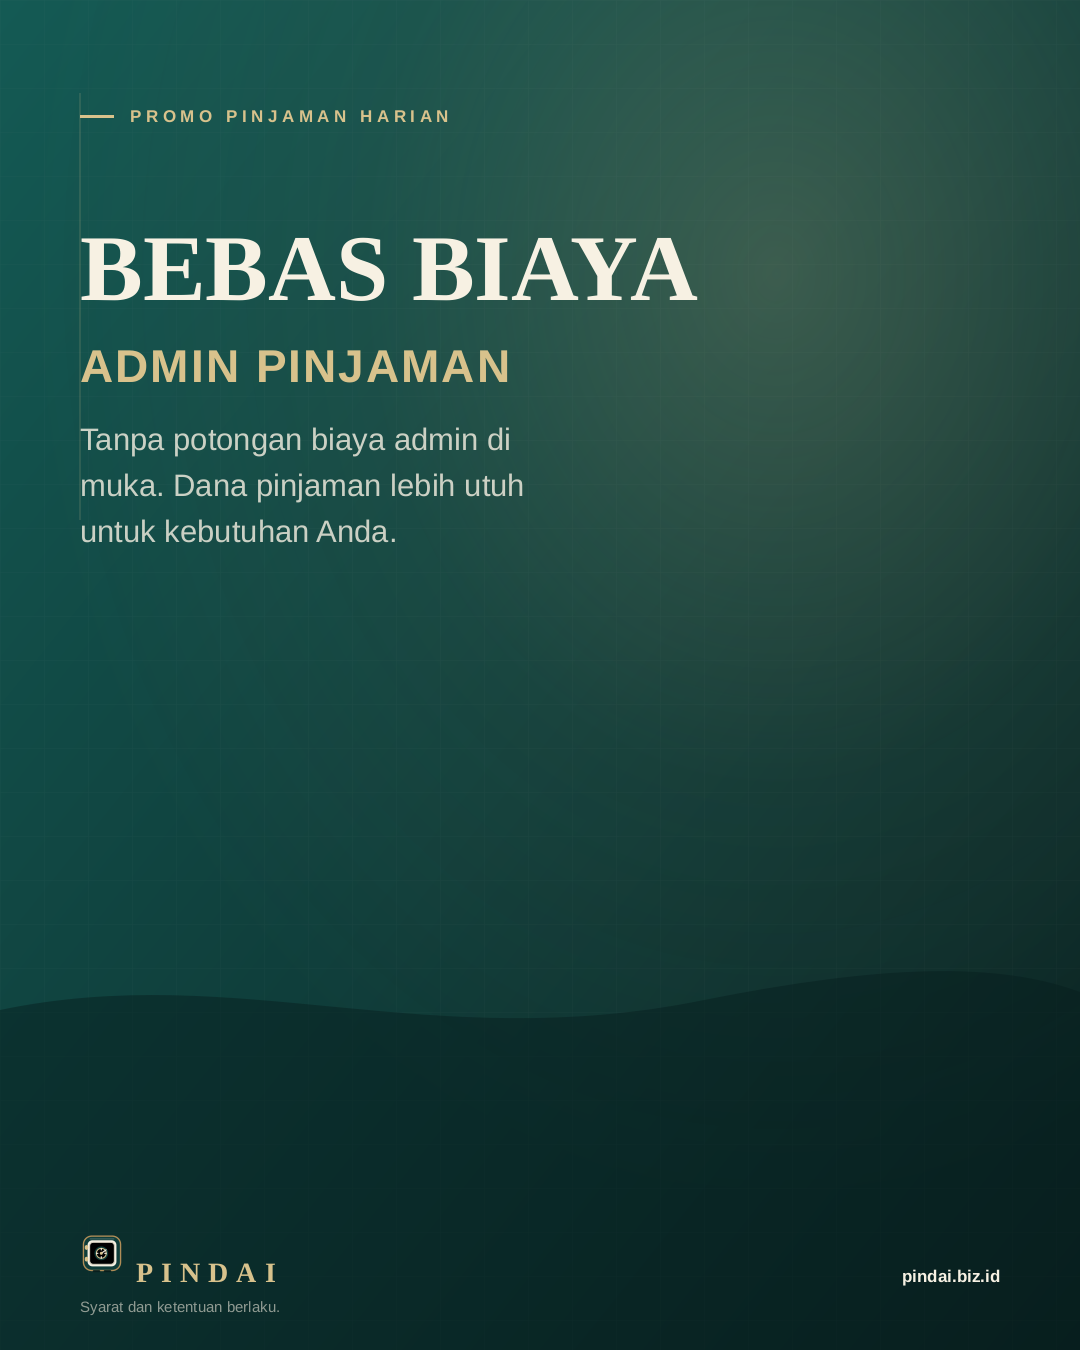 PROMO PINJAMAN HARIAN
BEBAS BIAYA
ADMIN PINJAMAN
Tanpa potongan biaya admin di
muka. Dana pinjaman lebih utuh
untuk kebutuhan Anda.
PINDAI
pindai.biz.id
Syarat dan ketentuan berlaku.